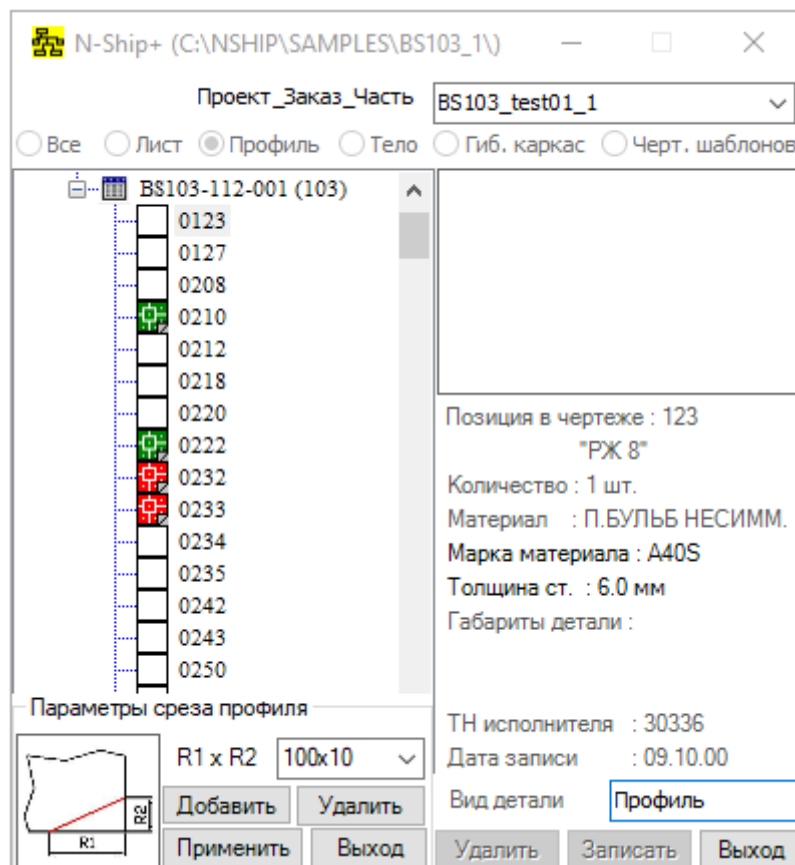 N-Ship+ (C:\NSHIP\SAMPLES\BS103_1\)
Проект_Заказ_Часть BS103_test01_1
Все Лист Профиль Тело Гиб. каркас Черт. шаблонов
BS103-112-001 (103)
0123
0127
0208
0210
0212
0218
0220
0222
0232
0233
0234
0235
0242
0243
0250
Позиция в чертеже : 123
"РЖ 8"
Количество : 1 шт.
Материал : П.БУЛЬБ НЕСИММ.
Марка материала : A40S
Толщина ст. : 6.0 мм
Габариты детали :
ТН исполнителя : 30336
Дата записи : 09.10.00
Вид детали Профиль
Удалить Записать Выход
Параметры среза профиля
R1 x R2 100x10
R2
R1
Добавить Удалить
Применить Выход